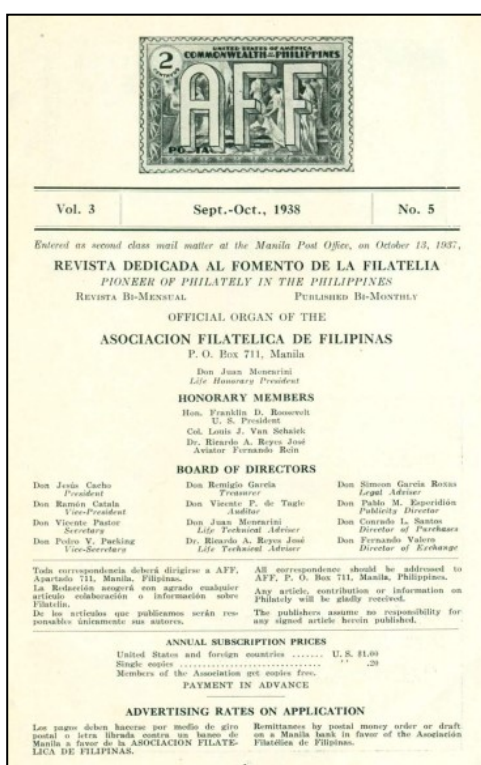 2
CENTAVOS
UNITED STATES OF AMERICA
COMMONWEALTH OF PHILIPPINES
AFF
Vol. 3
Sept.-Oct., 1938
No. 5
Entered as second class mail matter at the Manila Post Office, on October 13, 1937,
REVISTA DEDICADA AL FOMENTO DE LA FILATELIA
PIONEER OF PHILATELY IN THE PHILIPPINES
REVISTA BI-MENSUAL
PUBLISHED BI-MONTHLY
OFFICIAL ORGAN OF THE
ASOCIACION FILATELICA DE FILIPINAS
P. O. Box 711, Manila
Don Juan Mencarini
Life Honorary President
HONORARY MEMBERS
Hon. Franklin D. Roosevelt
U. S. President
Col. Louis J. Van Schaick
Dr. Ricardo A. Reyes José
Aviator Fernando Rein
BOARD OF DIRECTORS
Don Jesús Cacho
President
Don Ramón Catala
Vice-President
Don Vicente Pastor
Secretary
Don Pedro V. Packing
Vice-Secretary
Don Remigio Garcia
Treasurer
Don Vicente P. de Tagle
Auditor
Don Juan Mencarini
Life Technical Adviser
Dr. Ricardo A. Reyes José
Life Technical Adviser
Don Simeon Garcia Roxas
Legal Adviser
Don Pablo M. Esperidión
Publicity Director
Don Conrado L. Santos
Director of Purchases
Don Fernando Valero
Director of Exchange
Toda correspondencia deberá dirigirse a AFF,
Apartado 711, Manila, Filipinas.
La Redacción acogerá con agrado cualquier
artículo colaboración o información sobre
Filatelia.
De los artículos que publicamos serán res-
ponsables únicamente sus autores.
All correspondence should be addressed to
AFF, P. O. Box 711, Manila, Philippines.
Any article, contribution or information on
Philately will be gladly received.
The publishers assume no responsibility for
any signed article herein published.
ANNUAL SUBSCRIPTION PRICES
United States and foreign countries ....... U. S. $1.00
Single copies .............................. " .20
Members of the Association get copies free.
PAYMENT IN ADVANCE
ADVERTISING RATES ON APPLICATION
Los pagos deben hacerse por medio de giro
postal o letra librada contra un banco de
Manila a favor de la ASOCIACION FILATE-
LICA DE FILIPINAS.
Remittances by postal money order or draft
on a Manila bank in favor of the Asociación
Filatélica de Filipinas.